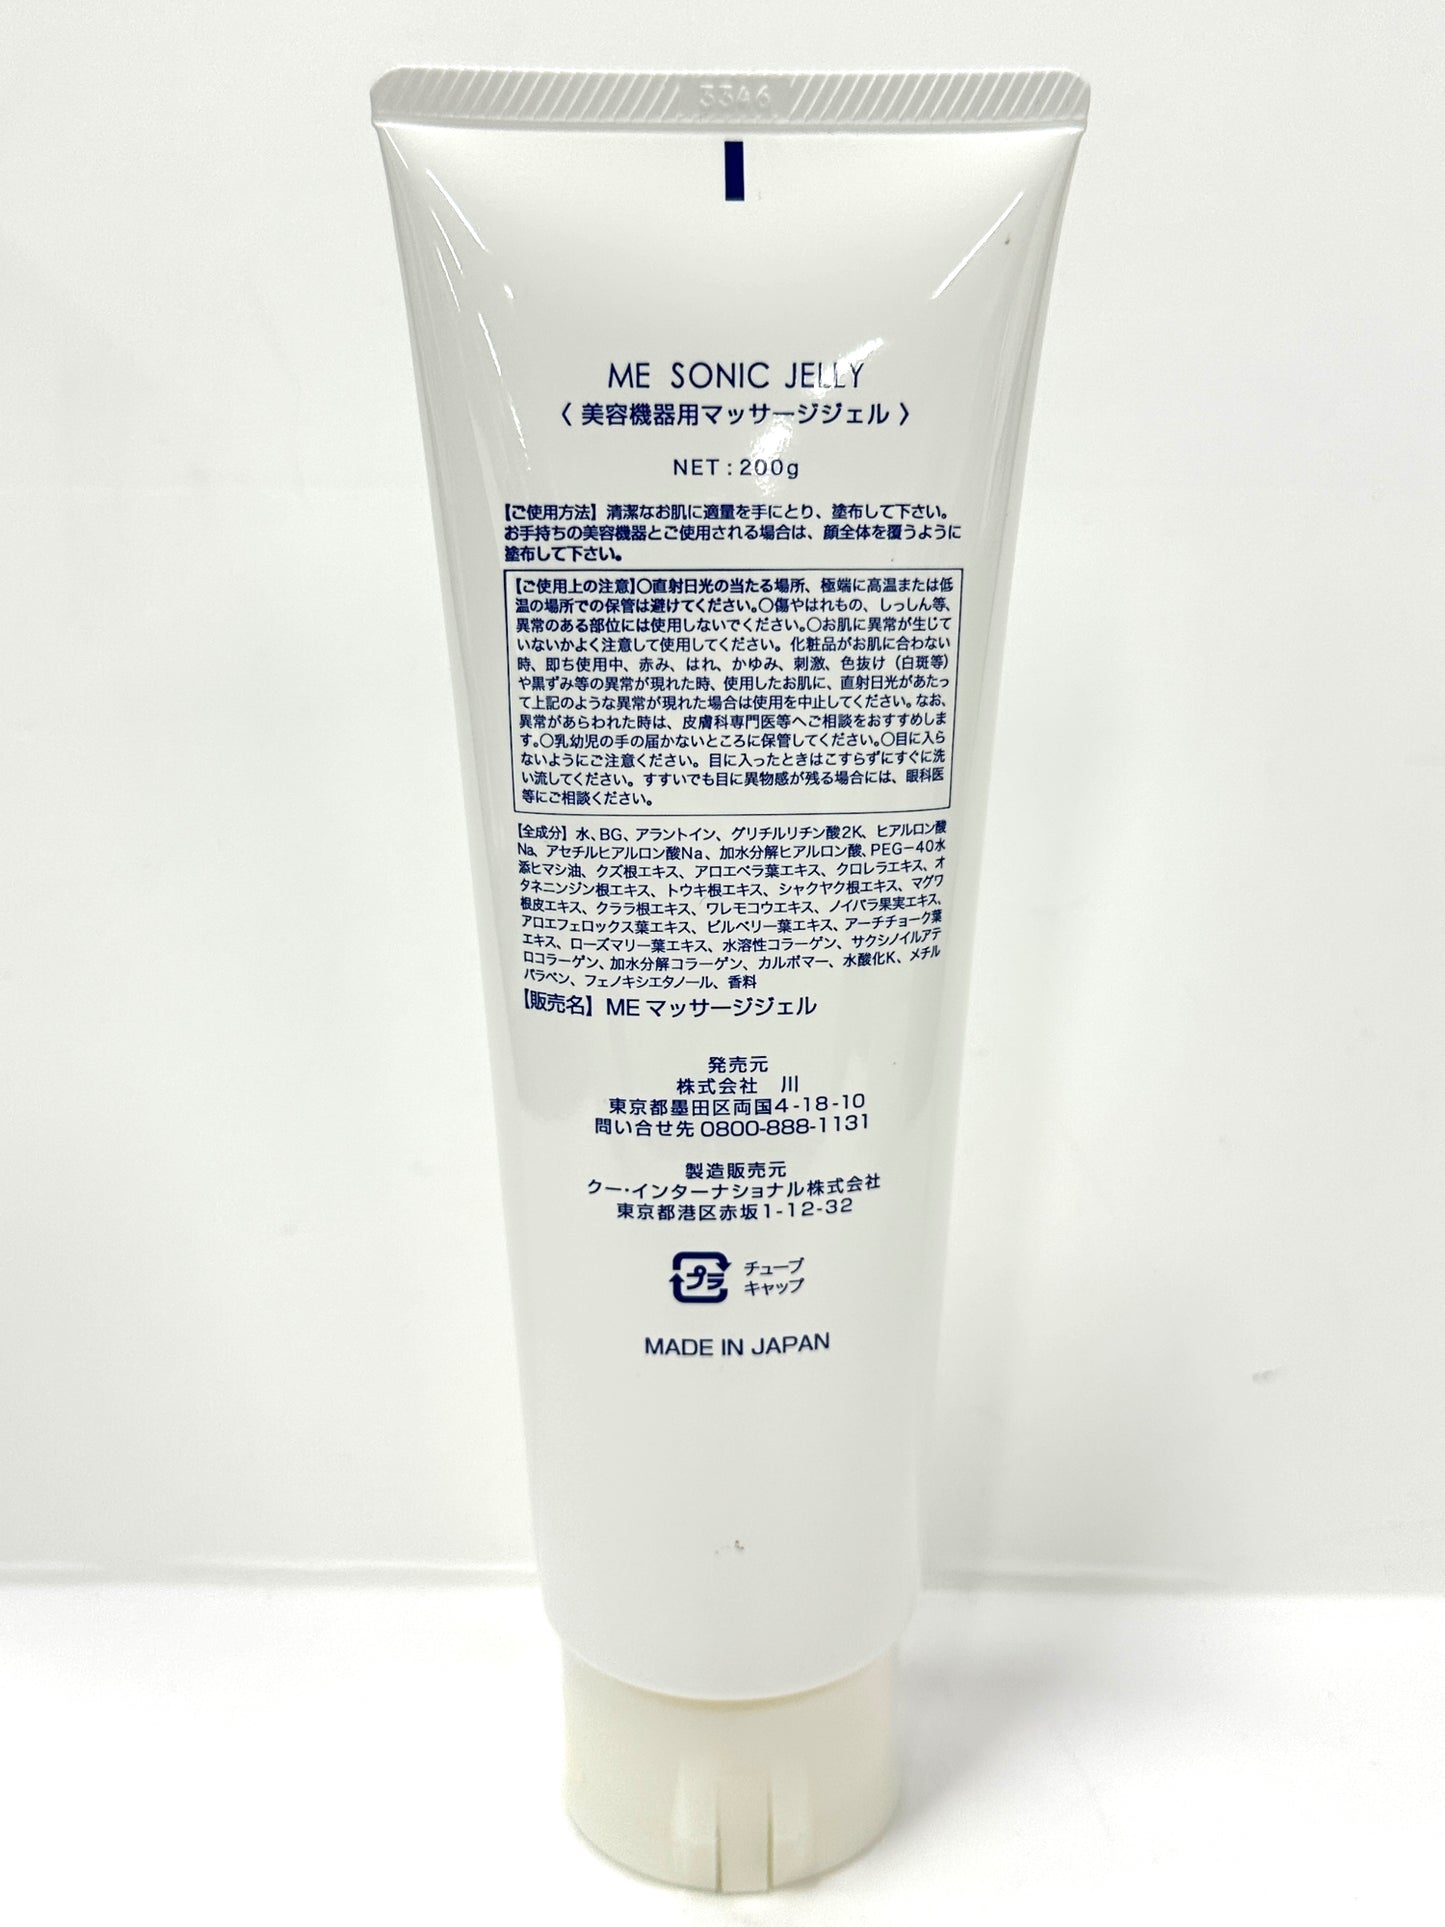 3346
ME SONIC JELLY
〈 美容機器用マッサージジェル 〉
NET : 200g
【ご使用方法】清潔なお肌に適量を手にとり、塗布して下さい。
お手持ちの美容機器とご使用される場合は、顔全体を覆うように
塗布して下さい。
【ご使用上の注意】〇直射日光の当たる場所、極端に高温または低
温の場所での保管は避けてください。〇傷やはれもの、しっしん等、
異常のある部位には使用しないでください。〇お肌に異常が生じて
いないかよく注意して使用してください。化粧品がお肌に合わない
時、即ち使用中、赤み、はれ、かゆみ、刺激、色抜け（白斑等）
や黒ずみ等の異常が現れた時、使用したお肌に、直射日光があたっ
て上記のような異常が現れた場合は使用を中止してください。なお、
異常があらわれた時は、皮膚科専門医等へご相談をおすすめしま
す。〇乳幼児の手の届かないところに保管してください。〇目に入ら
ないようにご注意ください。目に入ったときはこすらずにすぐに洗
い流してください。すすいでも目に異物感が残る場合には、眼科医
等にご相談ください。
【全成分】水、BG、アラントイン、グリチルリチン酸2K、ヒアルロン酸
Na、アセチルヒアルロン酸Na、加水分解ヒアルロン酸、PEG－40水
添ヒマシ油、クズ根エキス、アロエベラ葉エキス、クロレラエキス、オ
タネニンジン根エキス、トウキ根エキス、シャクヤク根エキス、マグワ
根皮エキス、クララ根エキス、ワレモコウエキス、ノイバラ果実エキス、
アロエフェロックス葉エキス、ビルベリー葉エキス、アーチチョーク葉
エキス、ローズマリー葉エキス、水溶性コラーゲン、サクシノイルアテ
ロコラーゲン、加水分解コラーゲン、カルボマー、水酸化K、メチル
パラベン、フェノキシエタノール、香料
【販売名】ME マッサージジェル
発売元
株式会社 川
東京都墨田区両国4-18-10
問い合せ先 0800-888-1131
製造販売元
クー・インターナショナル株式会社
東京都港区赤坂1-12-32
プラ チューブ
キャップ
MADE IN JAPAN